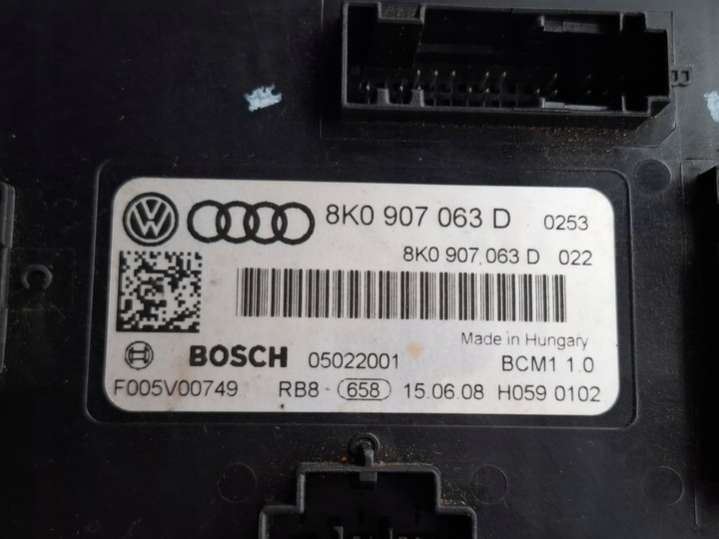 8K0 907 063 D 0253
8K0 907 063 D 022
Made in Hungary
BOSCH 05022001 BCM1 1.0
F005V00749 RB8- 658 15.06.08 H059 0102